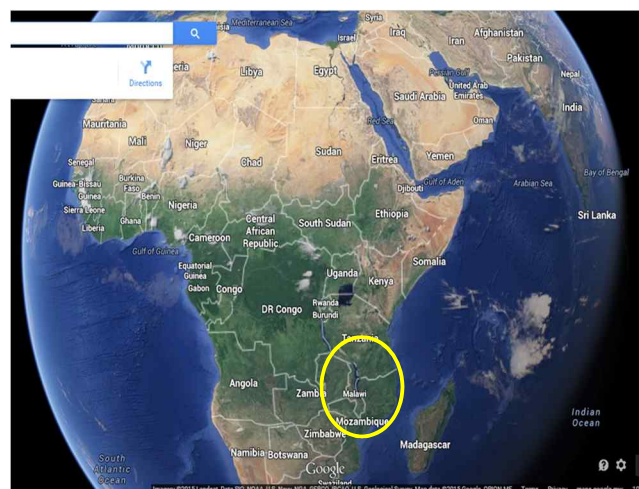 Mediterranean Sea
Syria
Iraq
Afghanistan
Israel
Iran
Pakistan
Directions
Libya
Egypt
Persian Gulf
Nepal
United Arab
Emirates
Saudi Arabia
India
Mauritania
Red Sea
Oman
Mali
Niger
Chad
Sudan
Eritrea
Yemen
Senegal
Bay of Bengal
Guinea-Bissau
Burkina
Faso
Djibouti
Gulf of Aden
Arabian Sea
Guinea
Benin
Nigeria
Ethiopia
Sierra Leone
Ghana
Central
African
Republic
South Sudan
Sri Lanka
Liberia
Cameroon
Gulf of Guinea
Somalia
Equatorial
Guinea
Uganda
Kenya
Gabon
Congo
DR Congo
Rwanda
Burundi
Tanzania
Angola
Zambia
Malawi
Mozambique
Indian
Ocean
Zimbabwe
Madagascar
Namibia
Botswana
South
Atlantic
Ocean
Google
Swaziland
Terms
Privacy